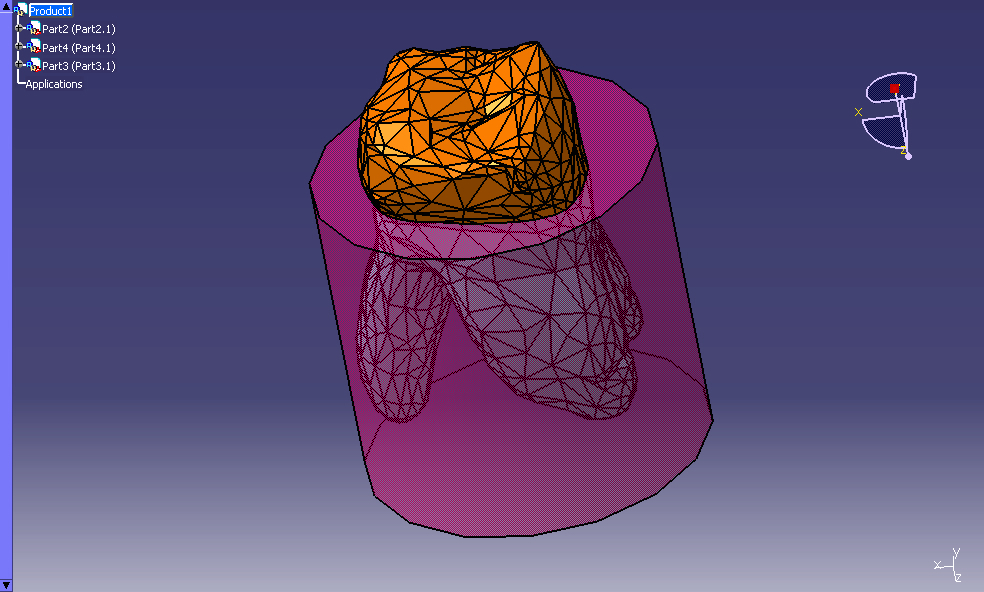 Product1
Part2 (Part2.1)
Part4 (Part4.1)
Part3 (Part3.1)
Applications
x
z
y
x
z